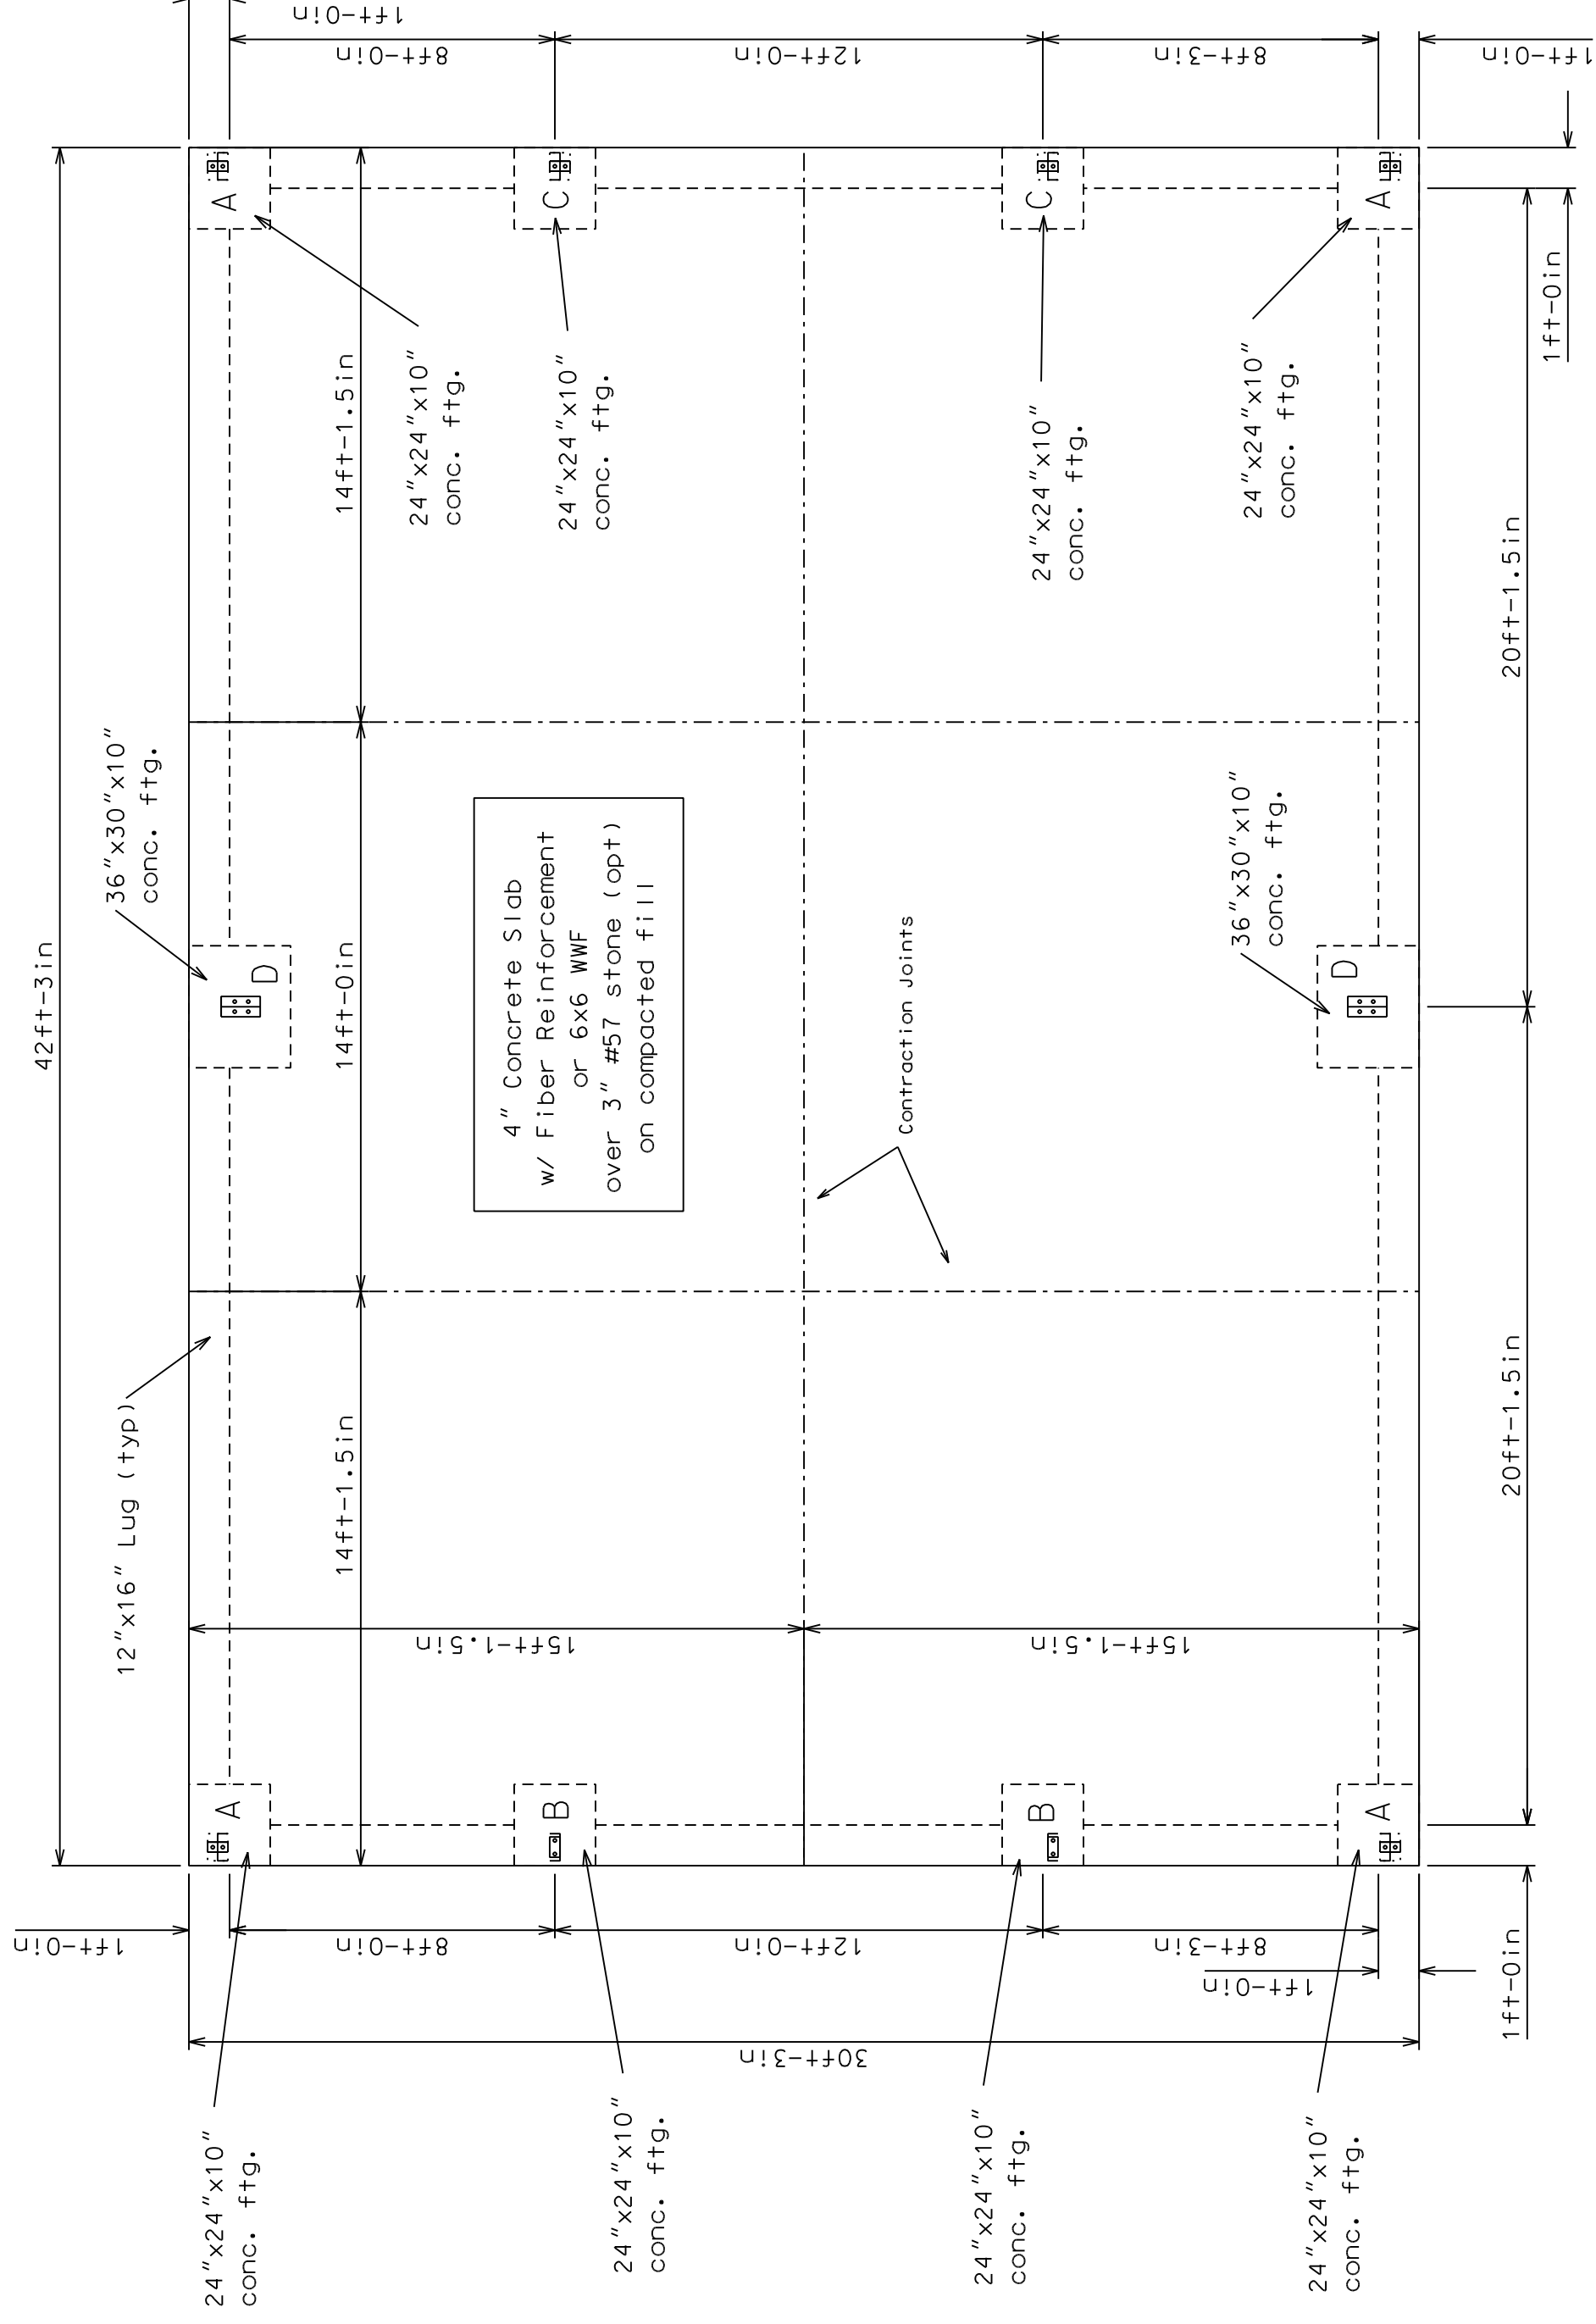 42ft-3in
12"x16" Lug (typ)
36"x30"x10"
conc. ftg.
A
D
A
14ft-1.5in
14ft-0in
14ft-1.5in
24"x24"x10"
conc. ftg.
1ft-0in
1ft-0in
8ft-0in
8ft-0in
24"x24"x10"
conc. ftg.
15ft-1.5in
4" Concrete Slab
w/ Fiber Reinforcement
or 6x6 WWF
over 3" #57 stone (opt)
on compacted fill
B
C
24"x24"x10"
conc. ftg.
24"x24"x10"
conc. ftg.
30ft-3in
12ft-0in
12ft-0in
Contraction Joints
15ft-1.5in
B
C
24"x24"x10"
conc. ftg.
24"x24"x10"
conc. ftg.
8ft-3in
8ft-3in
36"x30"x10"
conc. ftg.
24"x24"x10"
conc. ftg.
1ft-0in
A
D
A
24"x24"x10"
conc. ftg.
1ft-0in
1ft-0in
20ft-1.5in
20ft-1.5in
1ft-0in